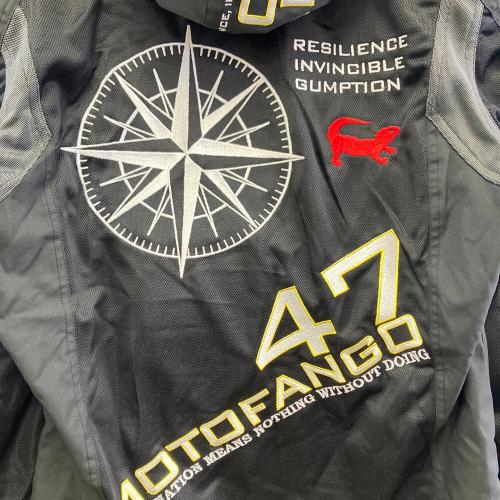 RESILIENCE
INVINCIBLE
GUMPTION
47
MOTOFANGO
MEANS NOTHING WITHOUT DOING